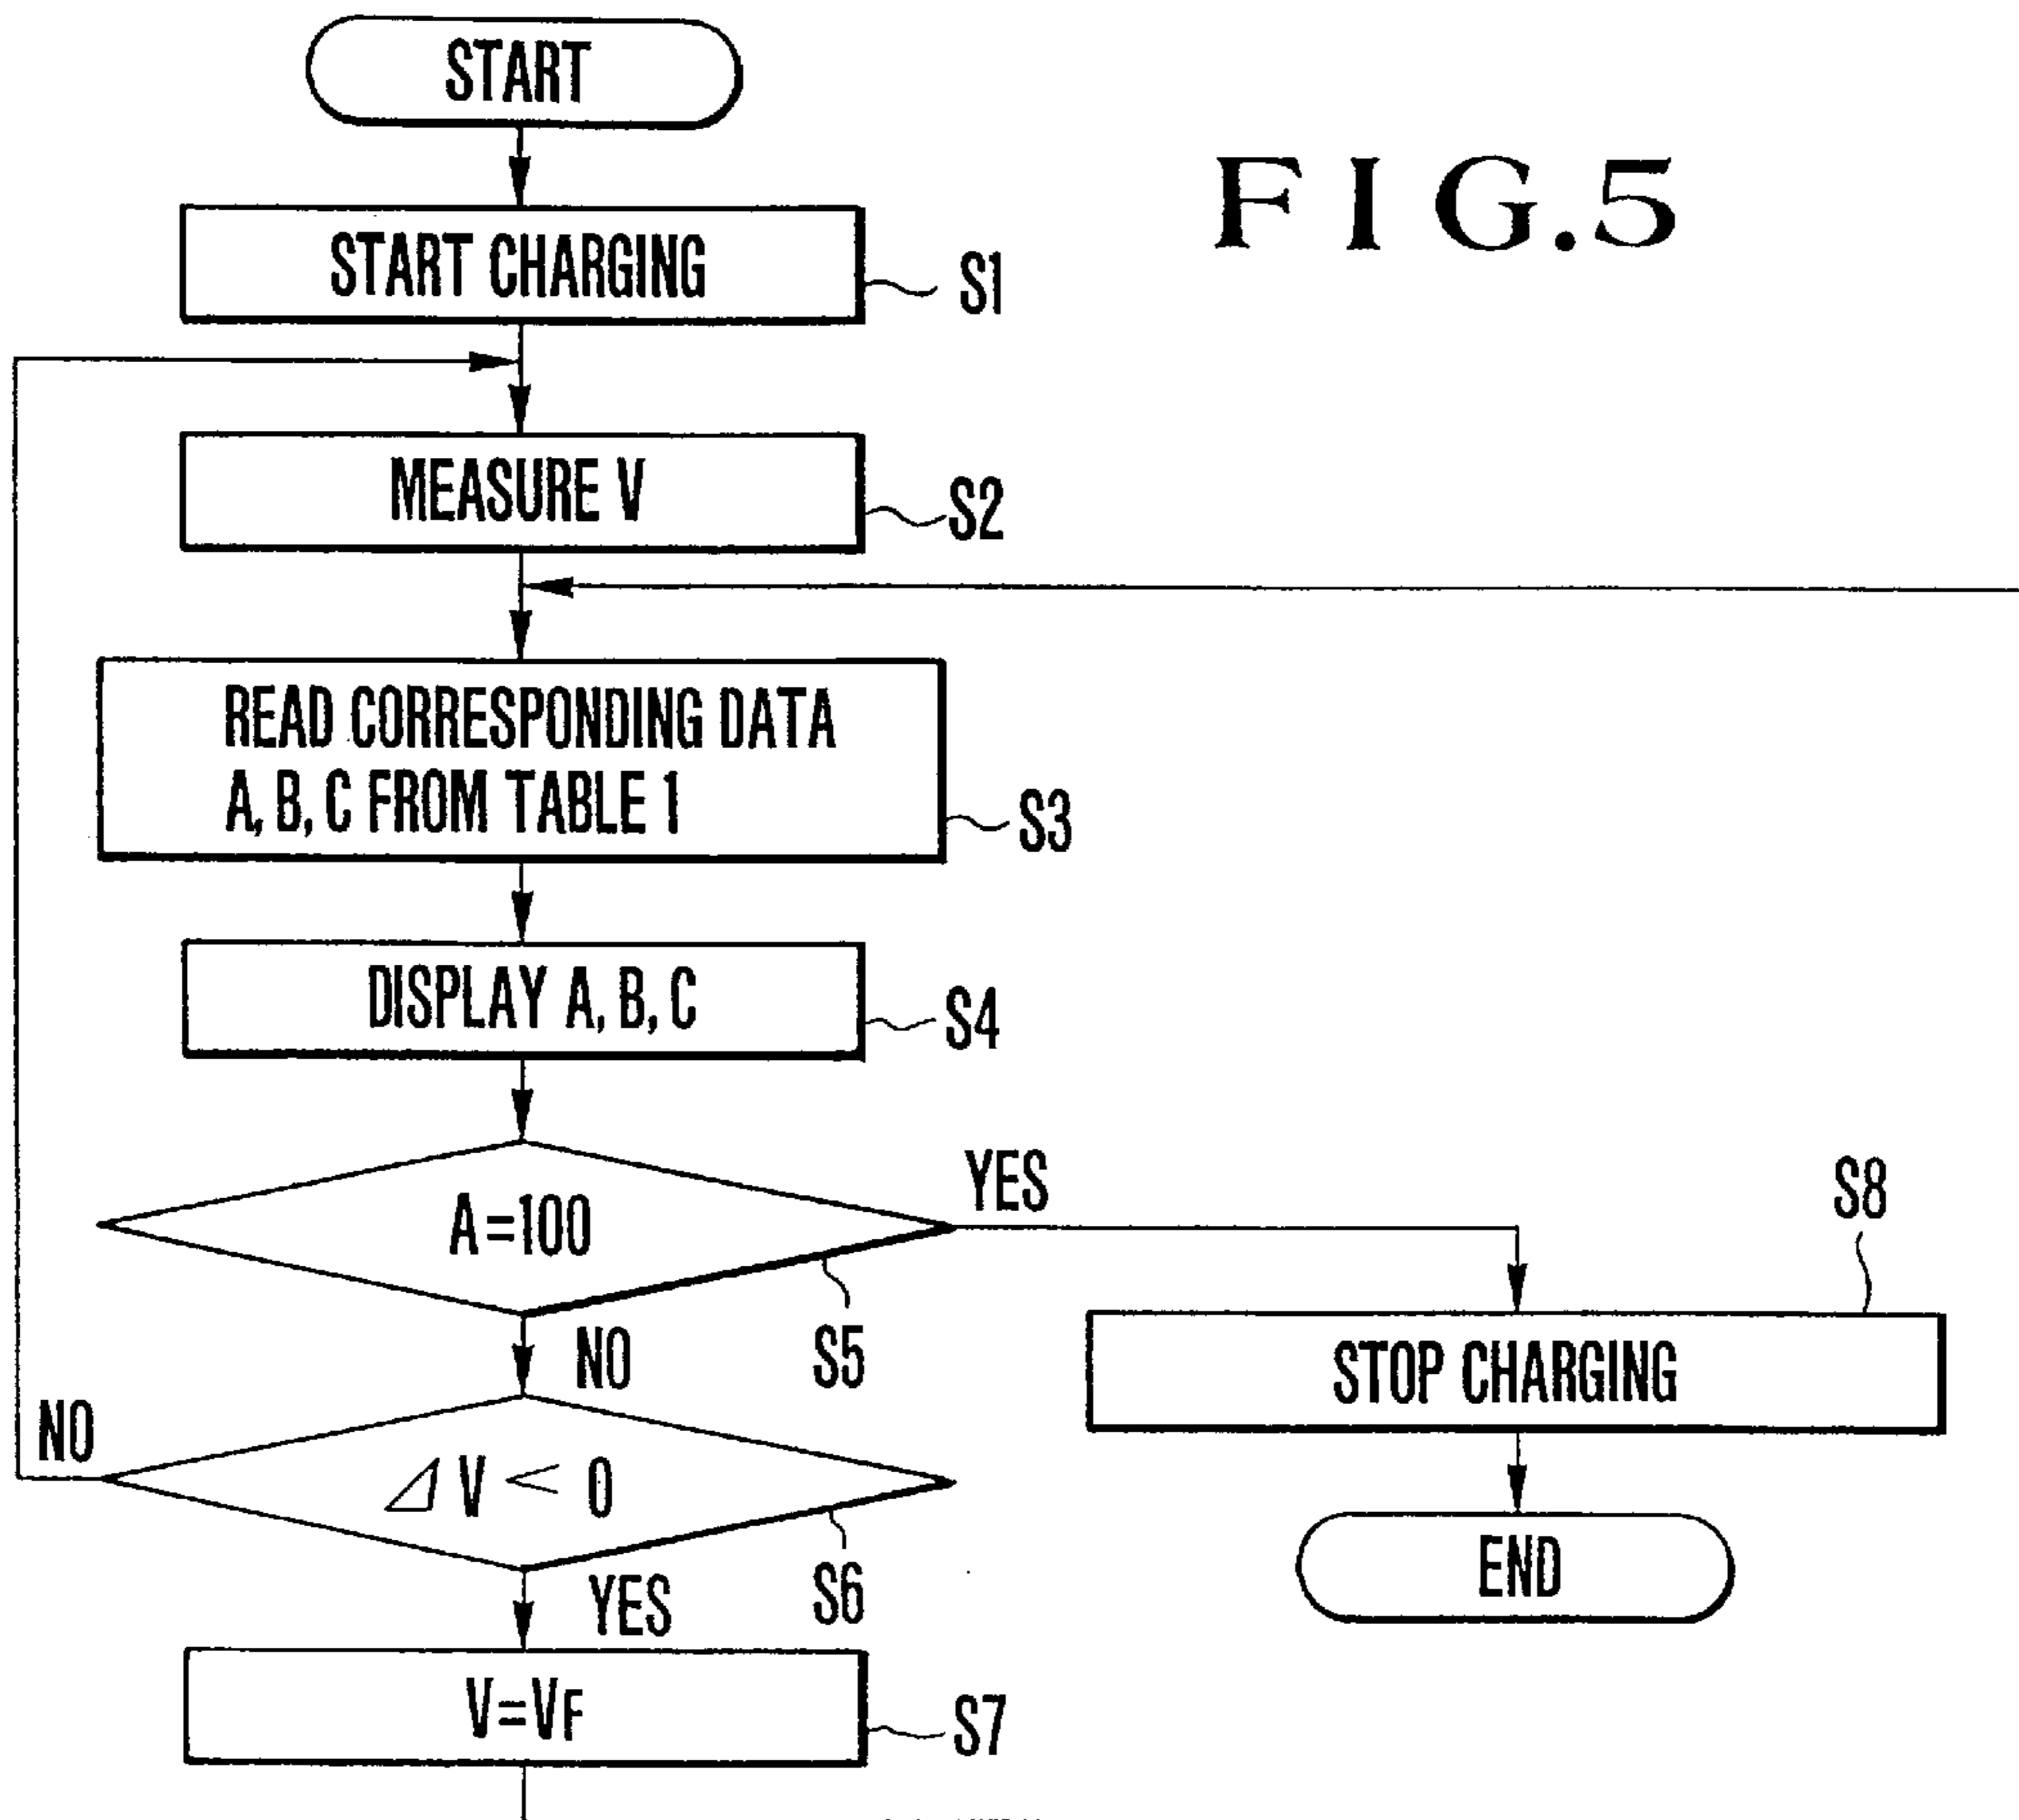 START
FIG.5
START CHARGING
S1
MEASURE V
S2
READ CORRESPONDING DATA
A, B, C FROM TABLE 1
S3
DISPLAY A, B, C
S4
A=100
YES
S5
NO
S8
STOP CHARGING
NO
⊿V < 0
S6
YES
END
V=VF
S7